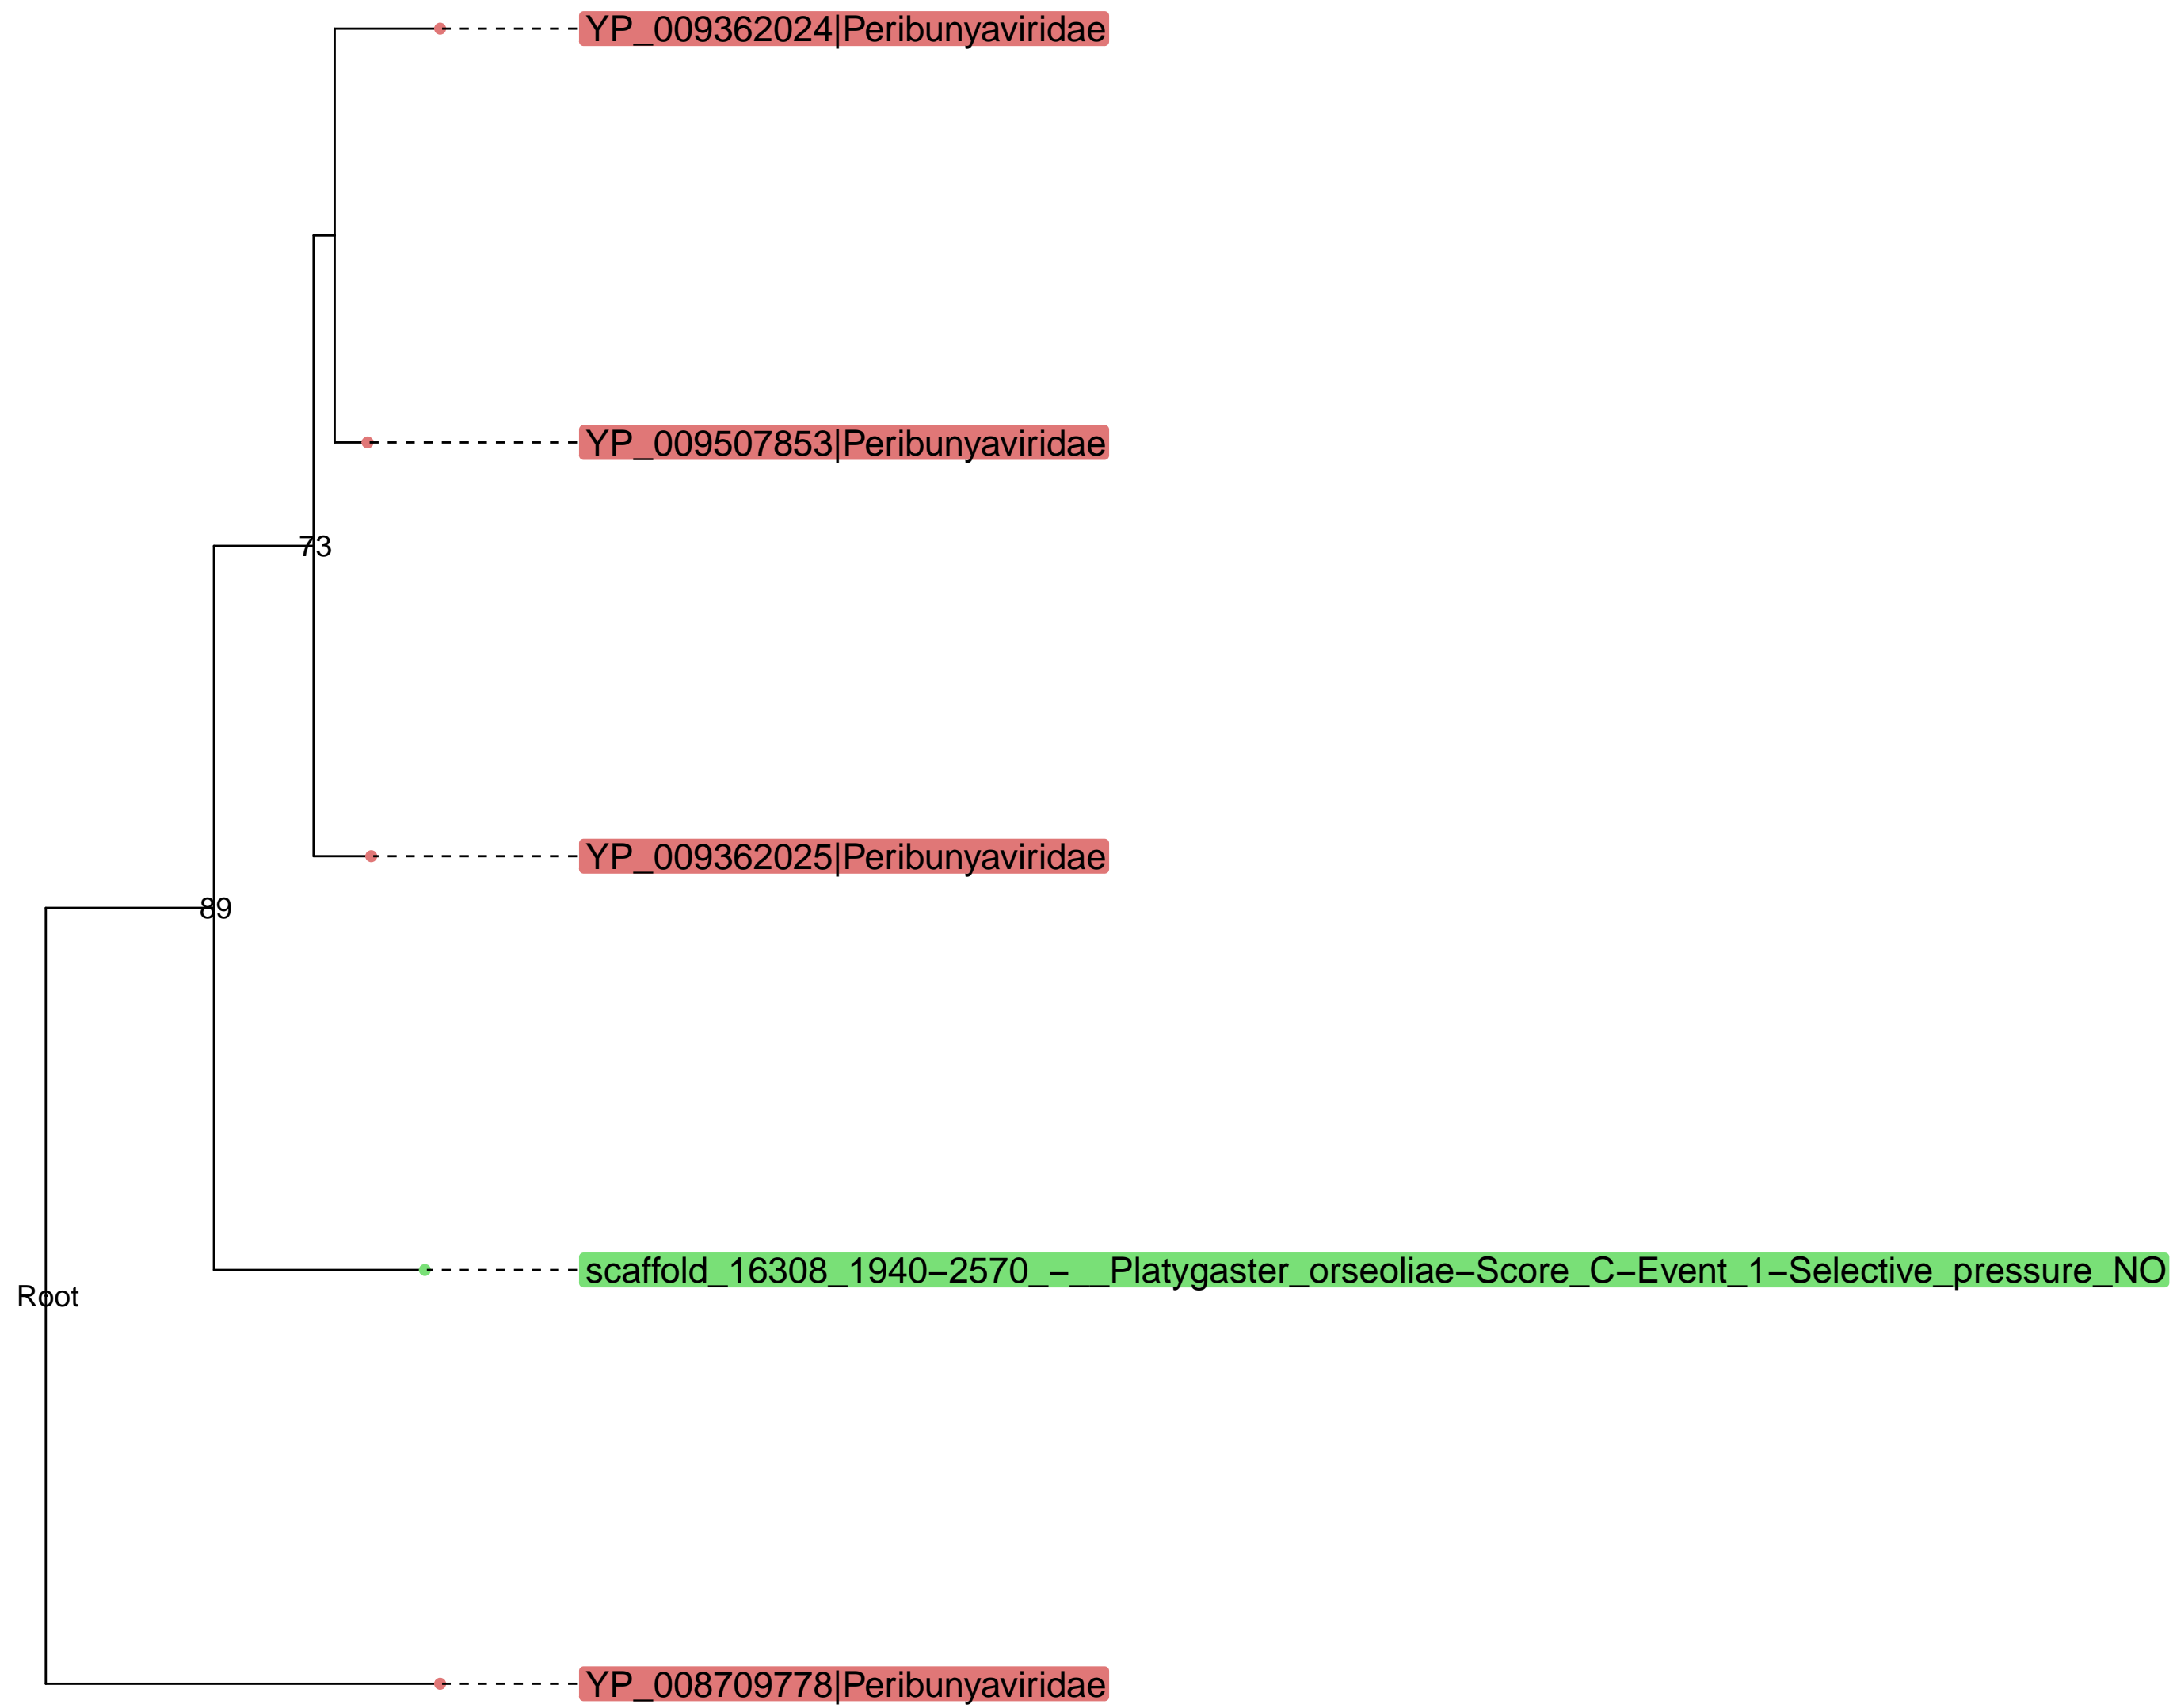 YP_009362024|Peribunyaviridae
YP_009507853|Peribunyaviridae
73
YP_009362025|Peribunyaviridae
89
scaffold_16308_1940−2570_−__Platygaster_orseoliae−Score_C−Event_1−Selective_pressure_NO
Root
YP_008709778|Peribunyaviridae